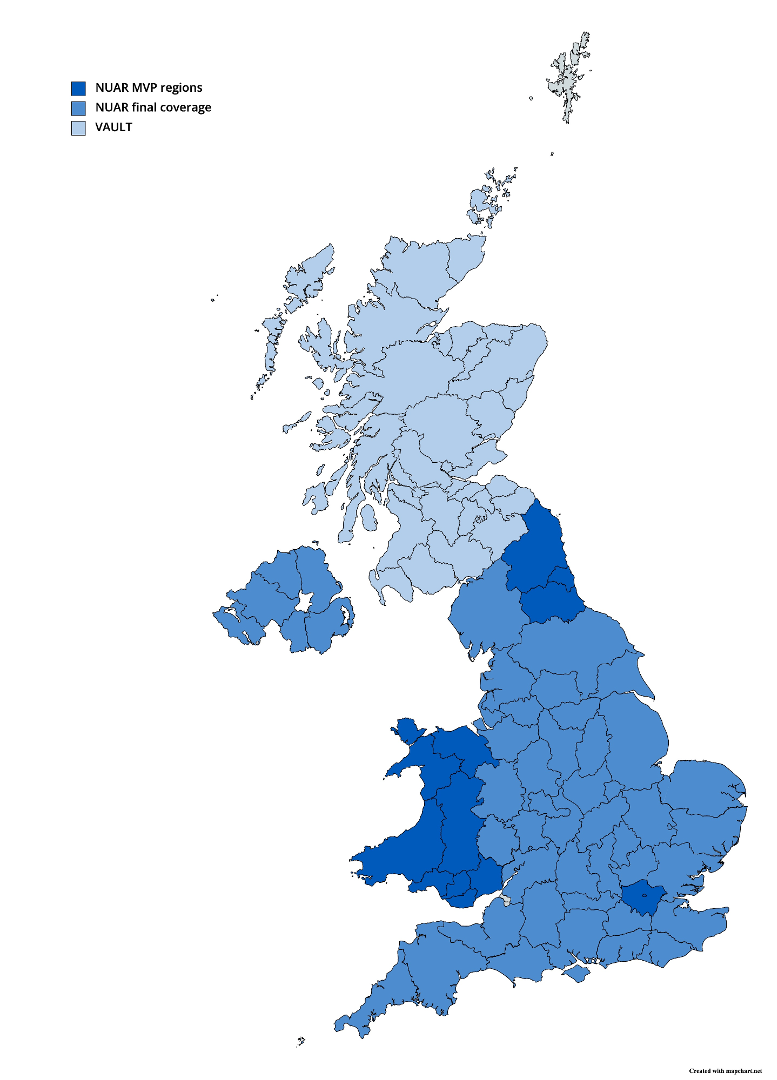 NUAR MVP regions
NUAR final coverage
VAULT
Created with mapchart.net